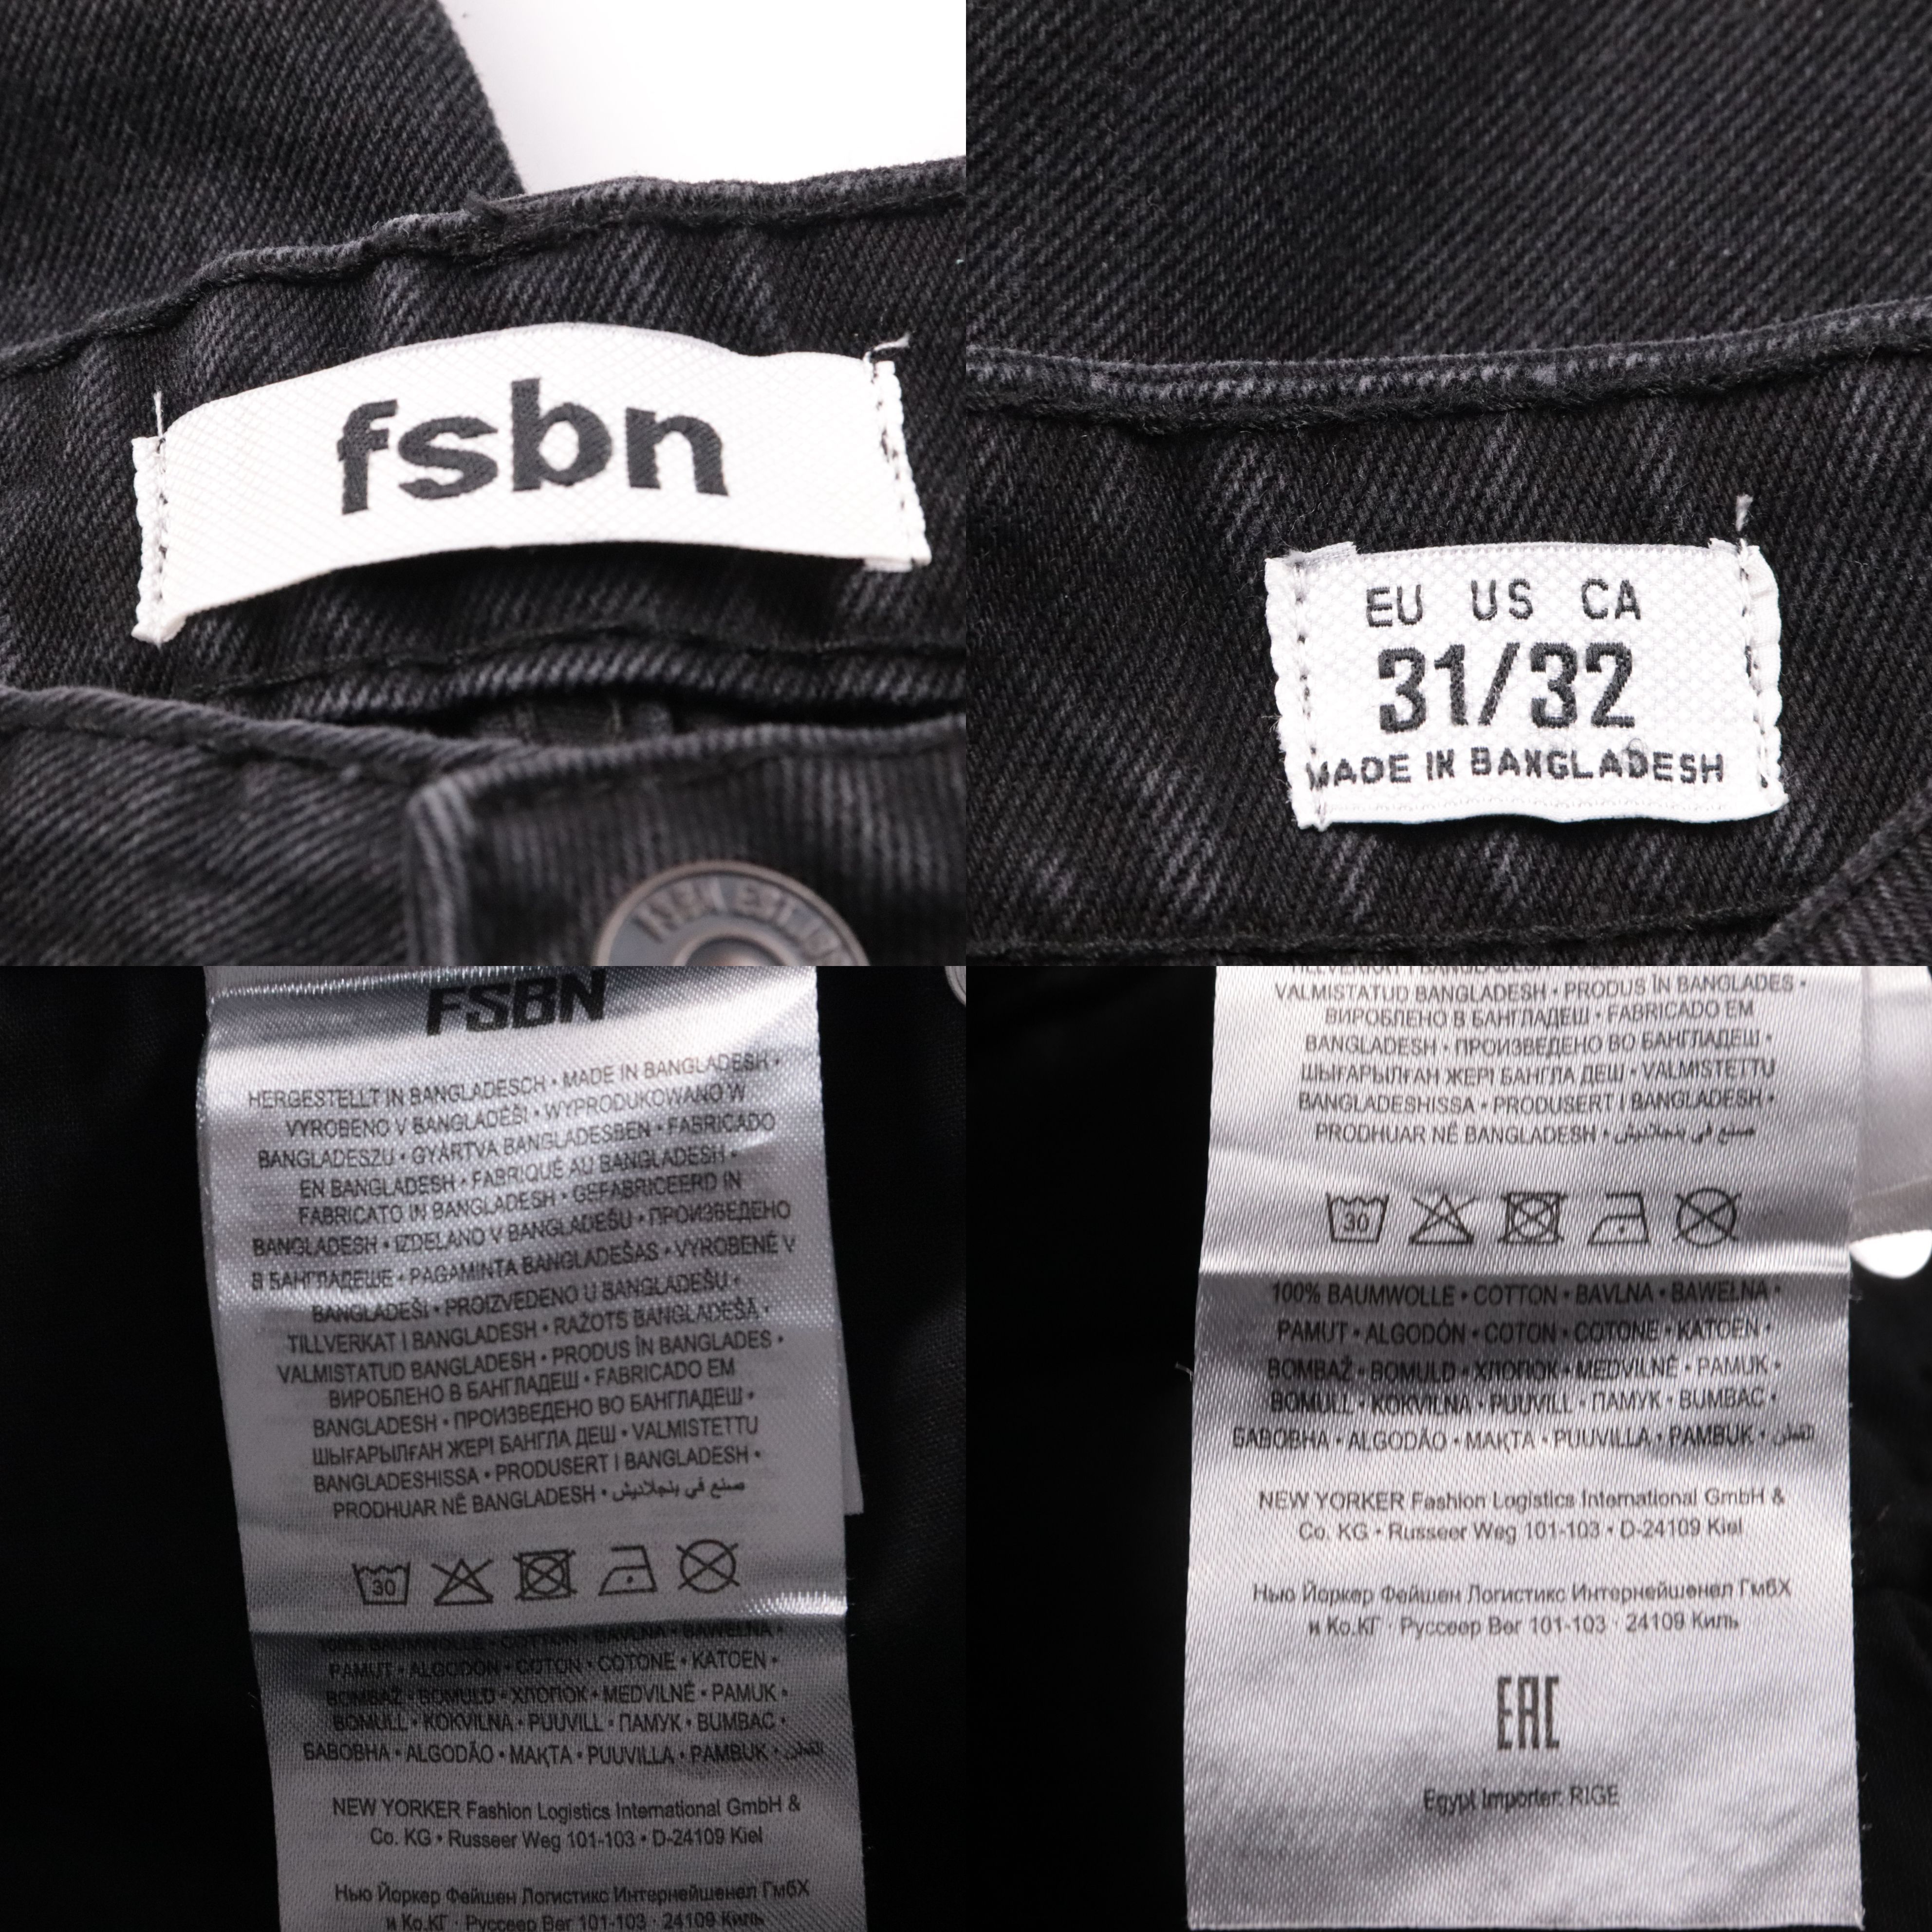 fsbn
EU US CA
31/32
MADE IN BANGLADESH
FSBN
HERGESTELLT IN BANGLADESCH • MADE IN BANGLADESH •
VYROBENO V BANGLADÉŠI • WYPRODUKOWANO W
BANGLADESZU • GYÁRTVA BANGLADESBEN • FABRICADO
EN BANGLADESH • FABRIQUÉ AU BANGLADESH •
FABRICATO IN BANGLADESH • GEFABRICEERD IN
BANGLADESH • IZDELANO V BANGLADEŠU • ПРОИЗВЕДЕНО
В БАНГЛАДЕШЕ • PAGAMINTA BANGLADEŠAS • VYROBENÉ V
BANGLADÉŠI • PROIZVEDENO U BANGLADEŠU •
TILLVERKAT I BANGLADESH • RAŽOTS BANGLADEŠĀ •
VALMISTATUD BANGLADESH • PRODUS ÎN BANGLADES •
ВИРОБЛЕНО В БАНГЛАДЕШ • FABRICADO EM
BANGLADESH • ПРОИЗВЕДЕНО ВО БАНГЛАДЕШ •
ШЫҒАРЫЛҒАН ЖЕРІ БАНГЛА ДЕШ • VALMISTETTU
BANGLADESHISSA • PRODUSERT I BANGLADESH •
PRODHUAR NË BANGLADESH • صنع في بنجلاديش
30
100% BAUMWOLLE • COTTON • BAVLNA • BAWEŁNA •
PAMUT • ALGODÓN • COTON • COTONE • KATOEN •
BOMBAŽ • BOMULD • ХЛОПОК • MEDVILNĖ • PAMUK •
BOMULL • KOKVILNA • PUUVILL • ПАМУК • BUMBAC •
БАВОВНА • ALGODÃO • МАҚТА • PUUVILLA • PAMBUK • القطن
NEW YORKER Fashion Logistics International GmbH &
Co. KG • Russeer Weg 101-103 • D-24109 Kiel
Нью Йоркер Фейшен Логистикс Интернейшенел ГмбХ
и Ко.КГ · Руссеер Вег 101-103 · 24109 Киль
VALMISTATUD BANGLADESH • PRODUS ÎN BANGLADES •
ВИРОБЛЕНО В БАНГЛАДЕШ • FABRICADO EM
BANGLADESH • ПРОИЗВЕДЕНО ВО БАНГЛАДЕШ •
ШЫҒАРЫЛҒАН ЖЕРІ БАНГЛА ДЕШ • VALMISTETTU
BANGLADESHISSA • PRODUSERT I BANGLADESH •
PRODHUAR NË BANGLADESH • صنع في بنجلاديش
30
100% BAUMWOLLE • COTTON • BAVLNA • BAWEŁNA •
PAMUT • ALGODÓN • COTON • COTONE • KATOEN •
BOMBAŽ • BOMULD • ХЛОПОК • MEDVILNĖ • PAMUK •
BOMULL • KOKVILNA • PUUVILL • ПАМУК • BUMBAC •
БАВОВНА • ALGODÃO • МАҚТА • PUUVILLA • PAMBUK • القطن
NEW YORKER Fashion Logistics International GmbH &
Co. KG • Russeer Weg 101-103 • D-24109 Kiel
Нью Йоркер Фейшен Логистикс Интернейшенел ГмбХ
и Ко.КГ · Руссеер Вег 101-103 · 24109 Киль
EAC
Egypt Importer: RIGE